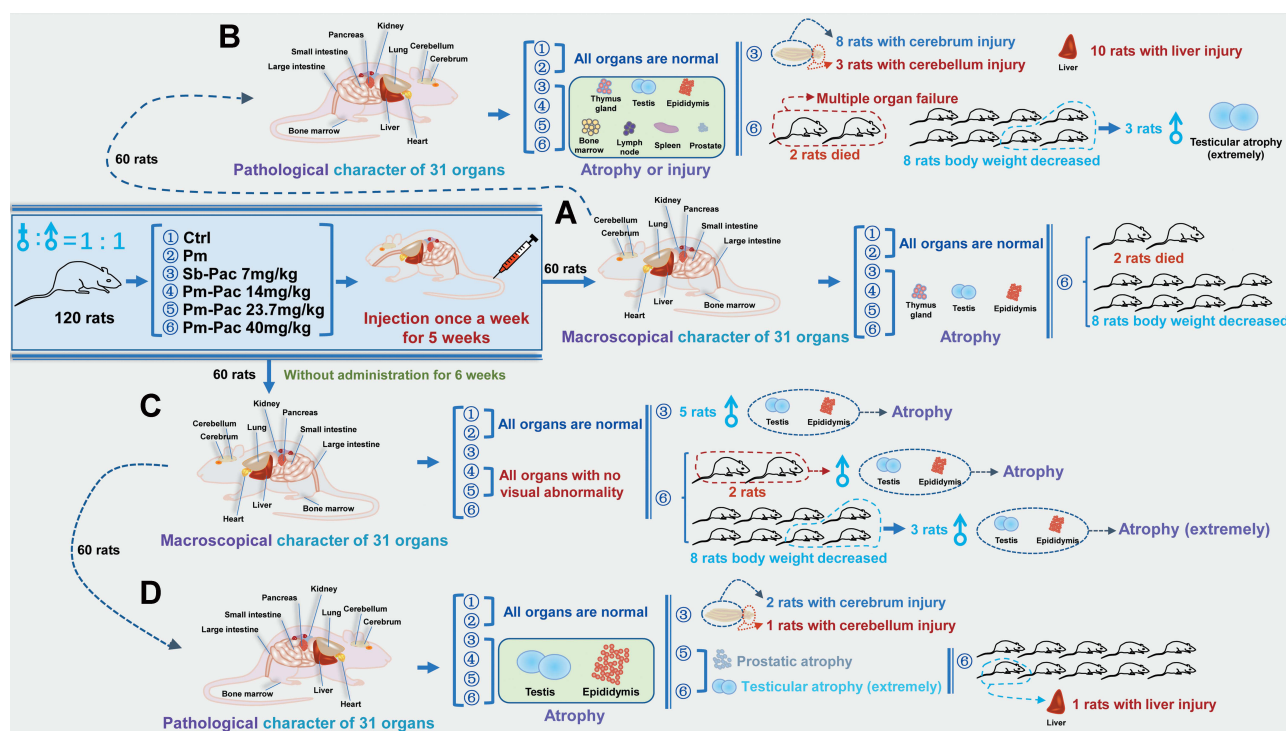 B
Kidney
Pancreas
Small intestine
Lung
Cerebellum
Large intestine
Cerebrum
Bone marrow
Liver
Heart
Pathological character of 31 organs
60 rats
①
②
③
④
⑤
⑥
All organs are normal
Thymus
gland
Testis
Epididymis
Bone
marrow
Lymph
node
Spleen
Prostate
Atrophy or injury
③
8 rats with cerebrum injury
3 rats with cerebellum injury
Liver
10 rats with liver injury
⑥
Multiple organ failure
2 rats died
8 rats body weight decreased
3 rats
Testicular atrophy
(extremely)
: = 1 : 1
120 rats
① Ctrl
② Pm
③ Sb-Pac 7mg/kg
④ Pm-Pac 14mg/kg
⑤ Pm-Pac 23.7mg/kg
⑥ Pm-Pac 40mg/kg
Injection once a week
for 5 weeks
60 rats
A
Kidney
Cerebellum
Pancreas
Cerebrum
Lung
Small intestine
Large intestine
Heart
Liver
Bone marrow
Macroscopical character of 31 organs
①
②
③
④
⑤
⑥
All organs are normal
Thymus
gland
Testis
Epididymis
Atrophy
⑥
2 rats died
8 rats body weight decreased
60 rats
Without administration for 6 weeks
C
Kidney
Pancreas
Cerebellum
Cerebrum
Lung
Small intestine
Large intestine
Heart
Liver
Bone marrow
Macroscopical character of 31 organs
①
②
③
④
⑤
⑥
All organs are normal
All organs with no
visual abnormality
③
5 rats
Testis
Epididymis
Atrophy
⑥
2 rats
Testis
Epididymis
Atrophy
8 rats body weight decreased
3 rats
Testis
Epididymis
Atrophy (extremely)
60 rats
D
Kidney
Pancreas
Small intestine
Lung
Cerebellum
Large intestine
Cerebrum
Bone marrow
Liver
Heart
Pathological character of 31 organs
①
②
③
④
⑤
⑥
All organs are normal
Testis
Epididymis
Atrophy
③
2 rats with cerebrum injury
1 rats with cerebellum injury
⑤
⑥
Prostatic atrophy
Testicular atrophy (extremely)
⑥
Liver
1 rats with liver injury